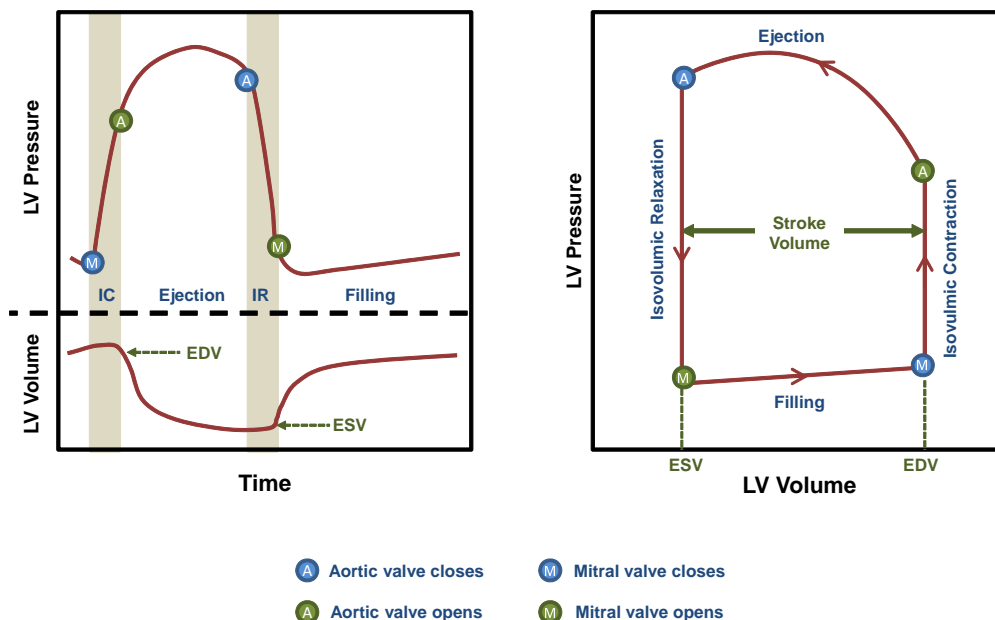 LV Pressure
A
A
M
M
IC
Ejection
IR
Filling
LV Volume
EDV
ESV
Time
Ejection
A
A
LV Pressure
Isovolumic Relaxation
Stroke
Volume
Isovulmic Contraction
M
M
Filling
ESV
EDV
LV Volume
A Aortic valve closes
M Mitral valve closes
A Aortic valve opens
M Mitral valve opens